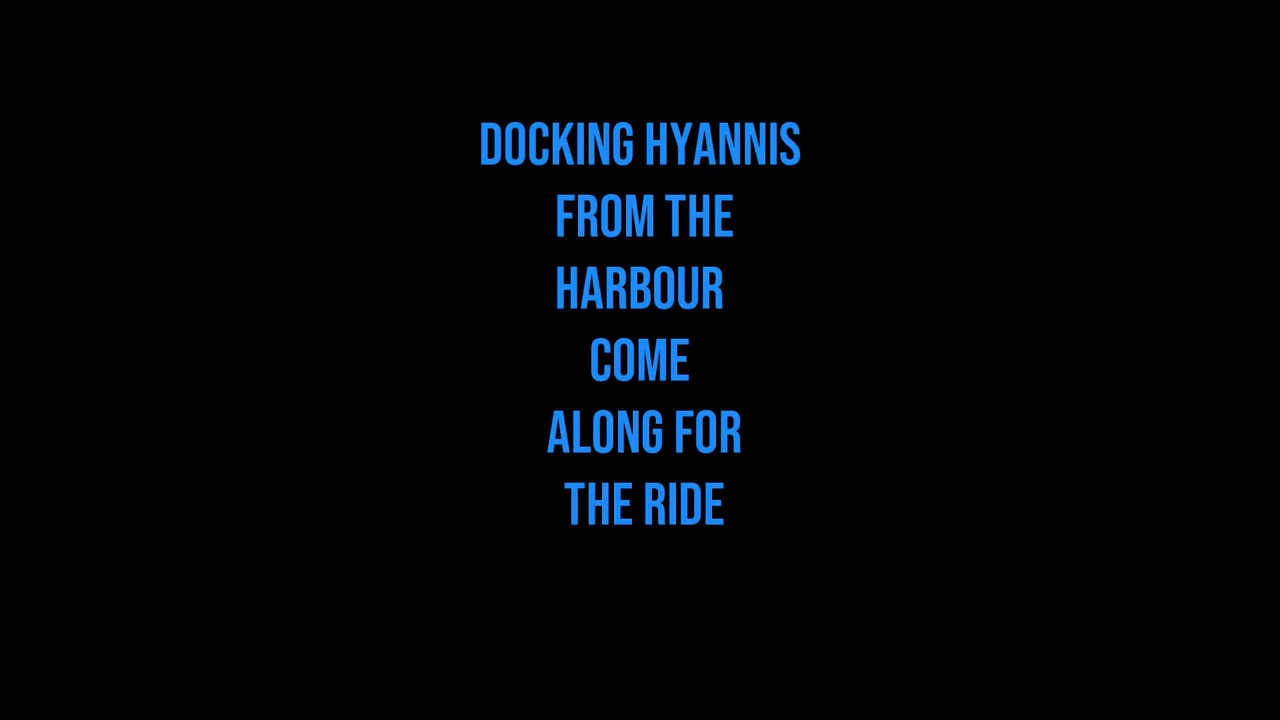 DOCKING HYANNIS
FROM THE
HARBOUR
COME
ALONG FOR
THE RIDE